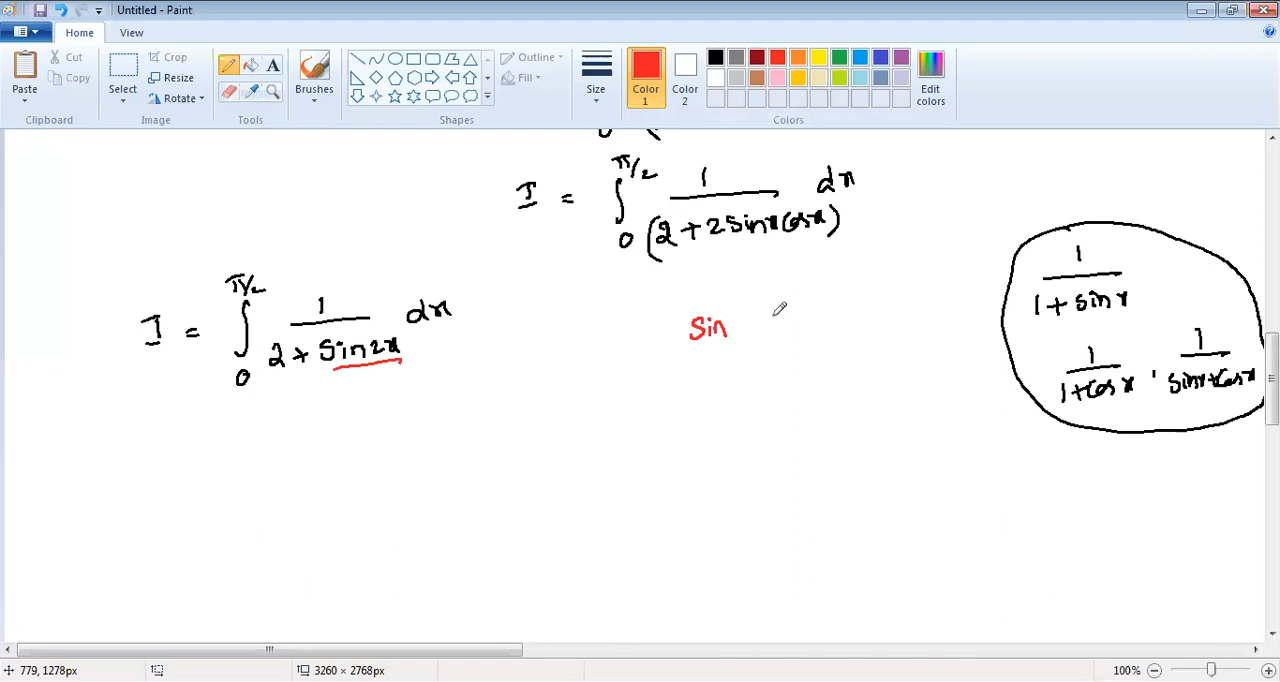 Untitled - Paint
Home View
Paste
Cut
Copy
Clipboard
Select
Crop
Resize
Rotate
Image
A
Tools
Brushes
Outline
Fill
Shapes
Size
Color 1
Color 2
Edit colors
Colors
I = ∫₀^{π/2} 1/(2 + 2 Sinx Cosx) dx
I = ∫₀^{π/2} 1/(2 + Sin2x) dx
Sin
1/(1 + sinx)
1/(1 + Cosx) , 1/(sinx + Cosx)
779, 1278px
3260 × 2768px
100%